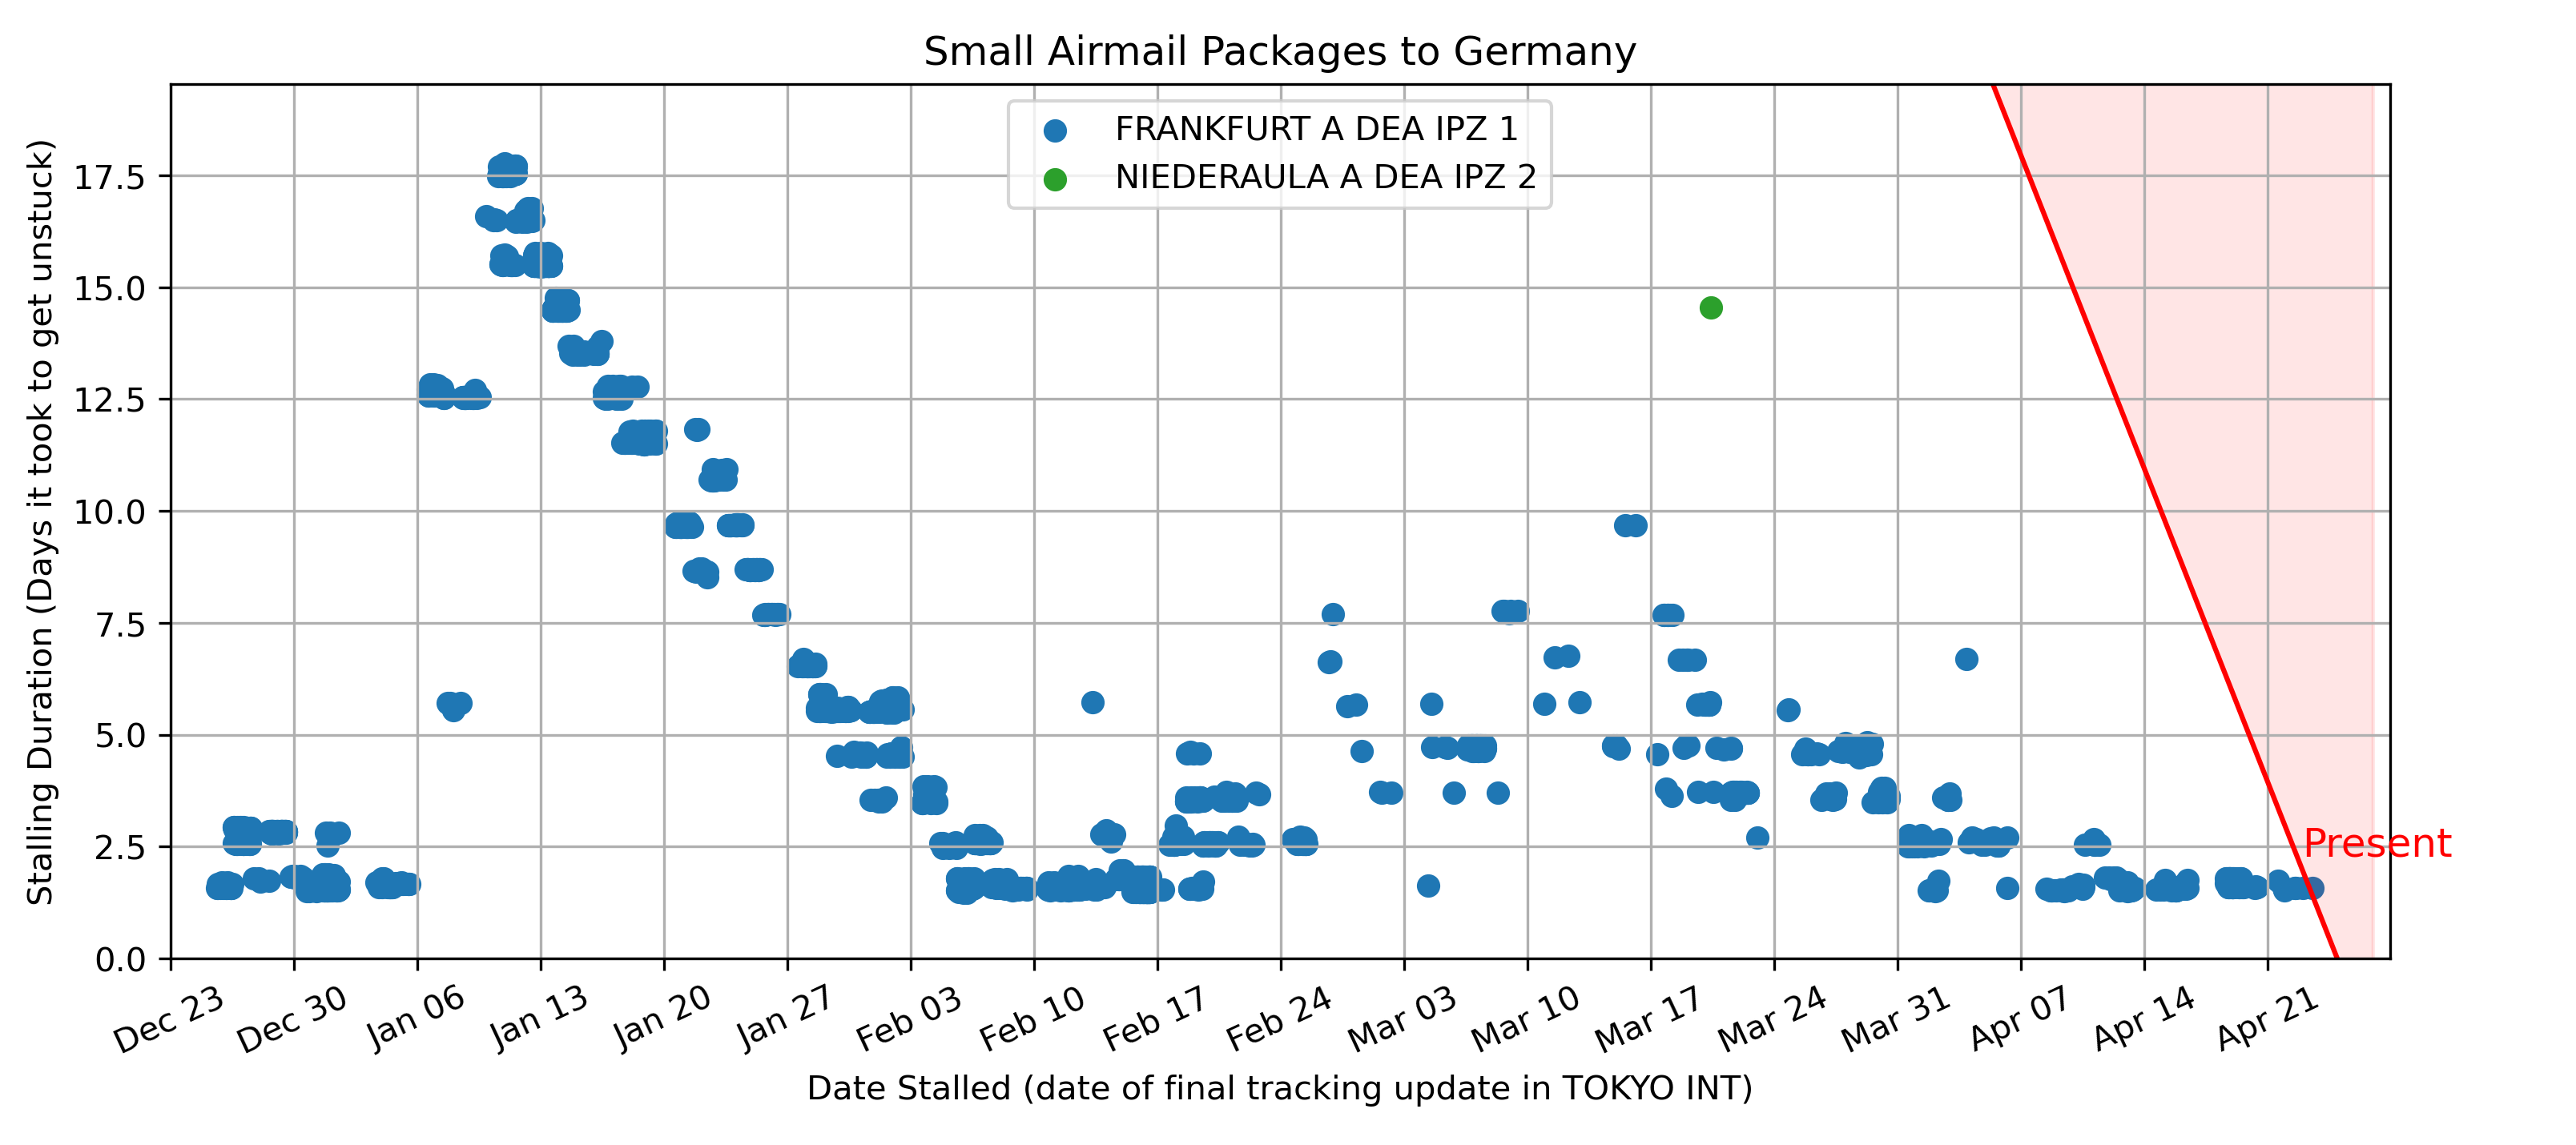 Small Airmail Packages to Germany
FRANKFURT A DEA IPZ 1
NIEDERAULA A DEA IPZ 2
Stalling Duration (Days it took to get unstuck)
17.5
15.0
12.5
10.0
7.5
5.0
2.5
0.0
Present
Dec 23
Dec 30
Jan 06
Jan 13
Jan 20
Jan 27
Feb 03
Feb 10
Feb 17
Feb 24
Mar 03
Mar 10
Mar 17
Mar 24
Mar 31
Apr 07
Apr 14
Apr 21
Date Stalled (date of final tracking update in TOKYO INT)